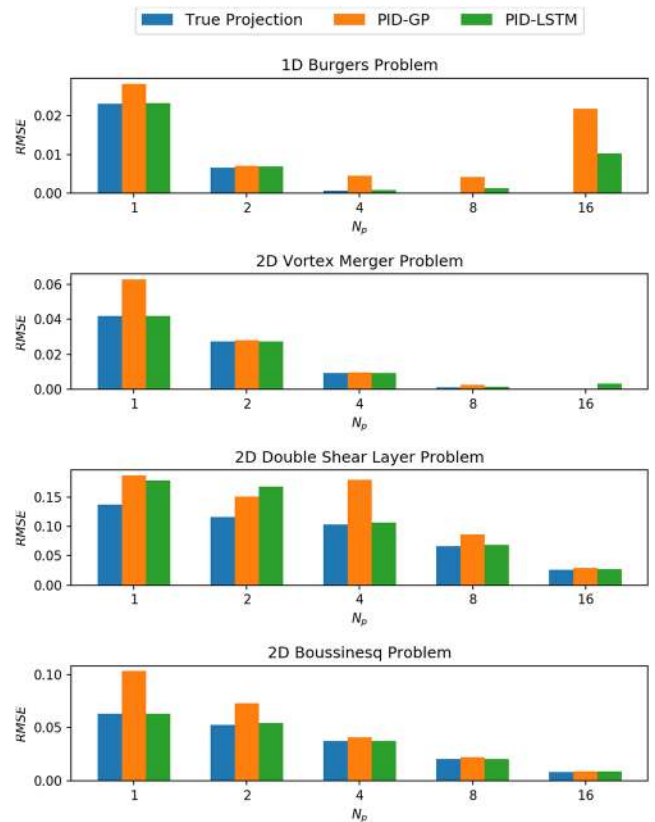 True Projection PID-GP PID-LSTM
1D Burgers Problem
0.02
0.01
0.00
RMSE
1 2 4 8 16
Np
2D Vortex Merger Problem
0.06
0.04
0.02
0.00
RMSE
1 2 4 8 16
Np
2D Double Shear Layer Problem
0.15
0.10
0.05
0.00
RMSE
1 2 4 8 16
Np
2D Boussinesq Problem
0.10
0.05
0.00
RMSE
1 2 4 8 16
Np